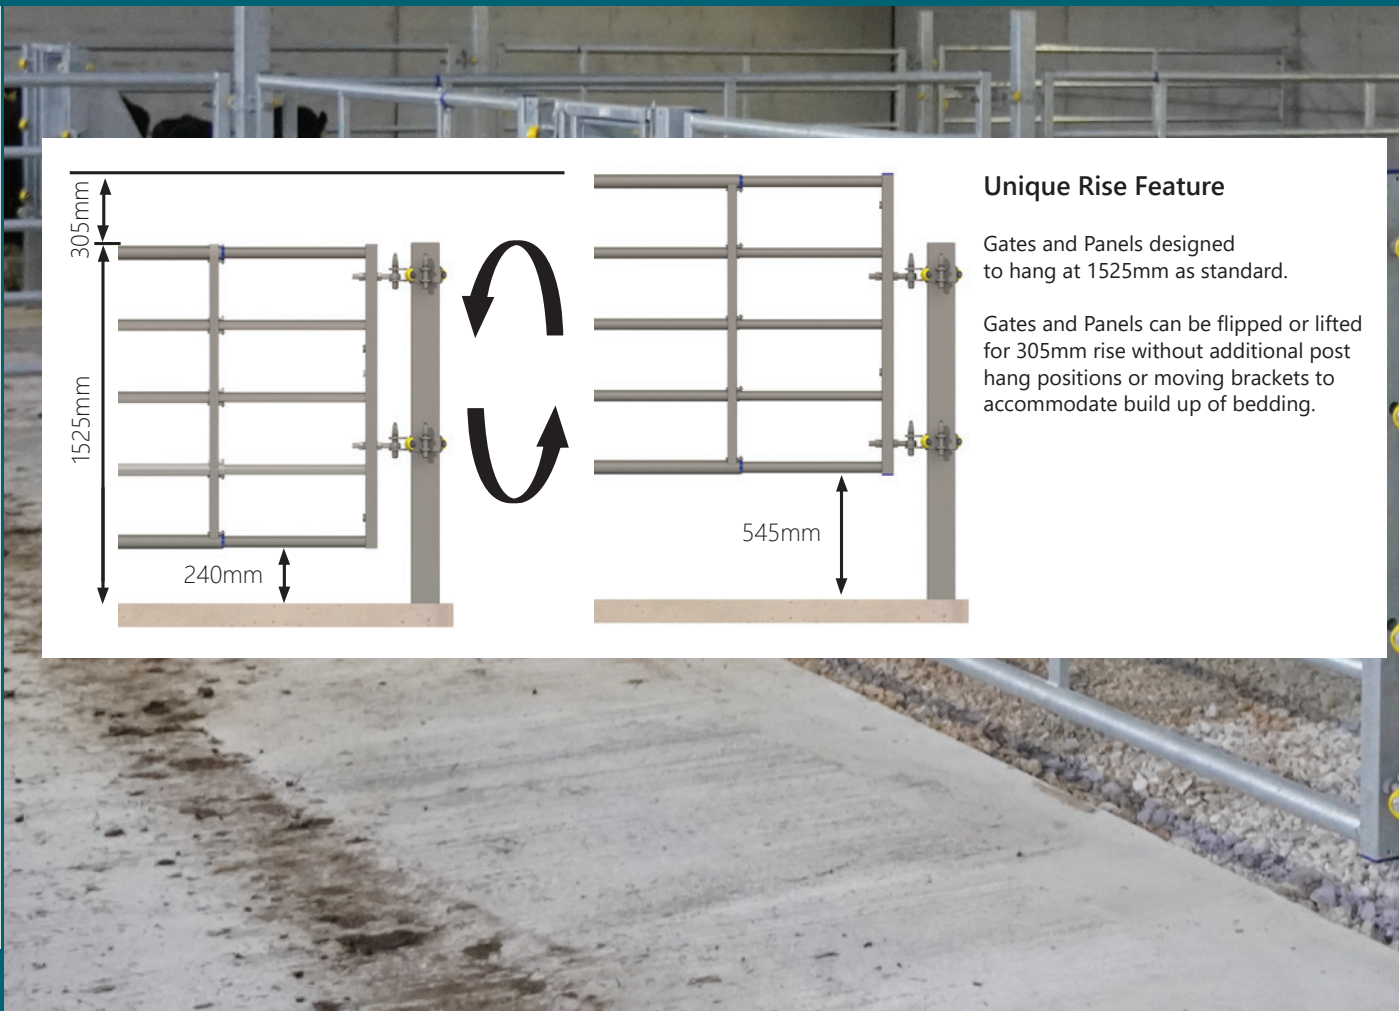 305mm
1525mm
240mm
545mm
Unique Rise Feature
Gates and Panels designed
to hang at 1525mm as standard.
Gates and Panels can be flipped or lifted
for 305mm rise without additional post
hang positions or moving brackets to
accommodate build up of bedding.